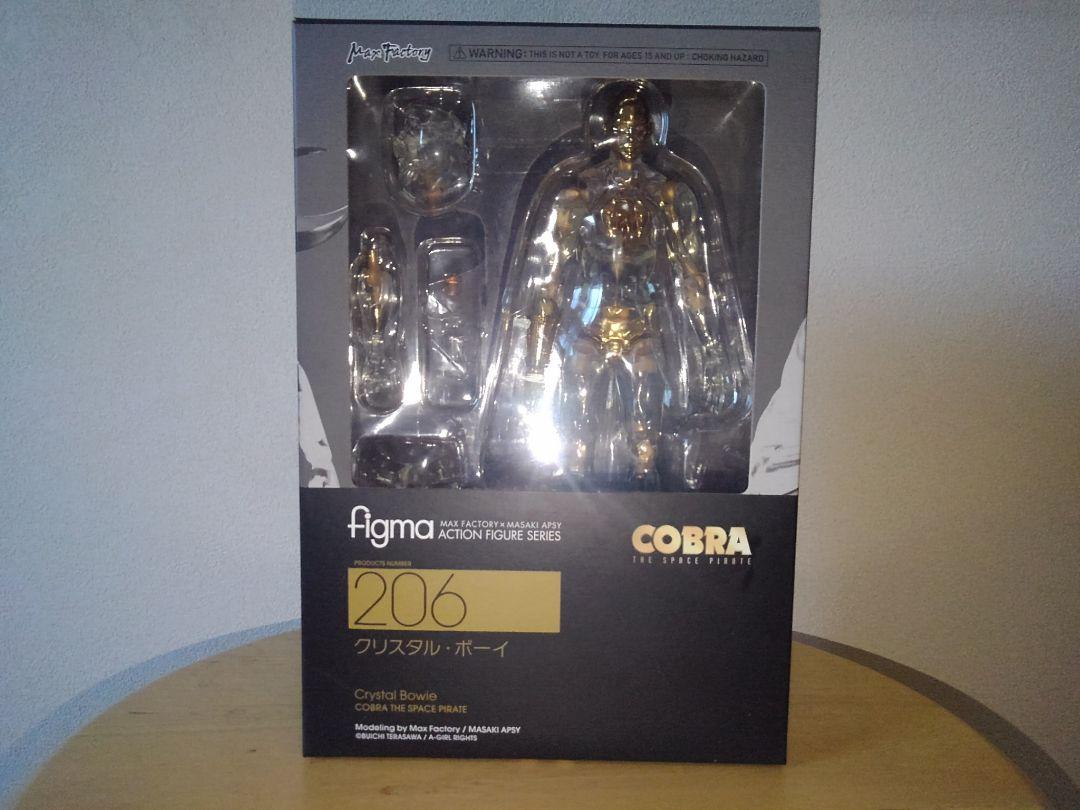 Max Factory
⚠ WARNING: THIS IS NOT A TOY. FOR AGES 15 AND UP : CHOKING HAZARD
figma
MAX FACTORY×MASAKI APSY
ACTION FIGURE SERIES
COBRA
THE SPACE PIRATE
PRODUCTS NUMBER
206
クリスタル・ボーイ
Crystal Bowie
COBRA THE SPACE PIRATE
Modeling by Max Factory / MASAKI APSY
©BUICHI TERASAWA / A-GIRL RIGHTS